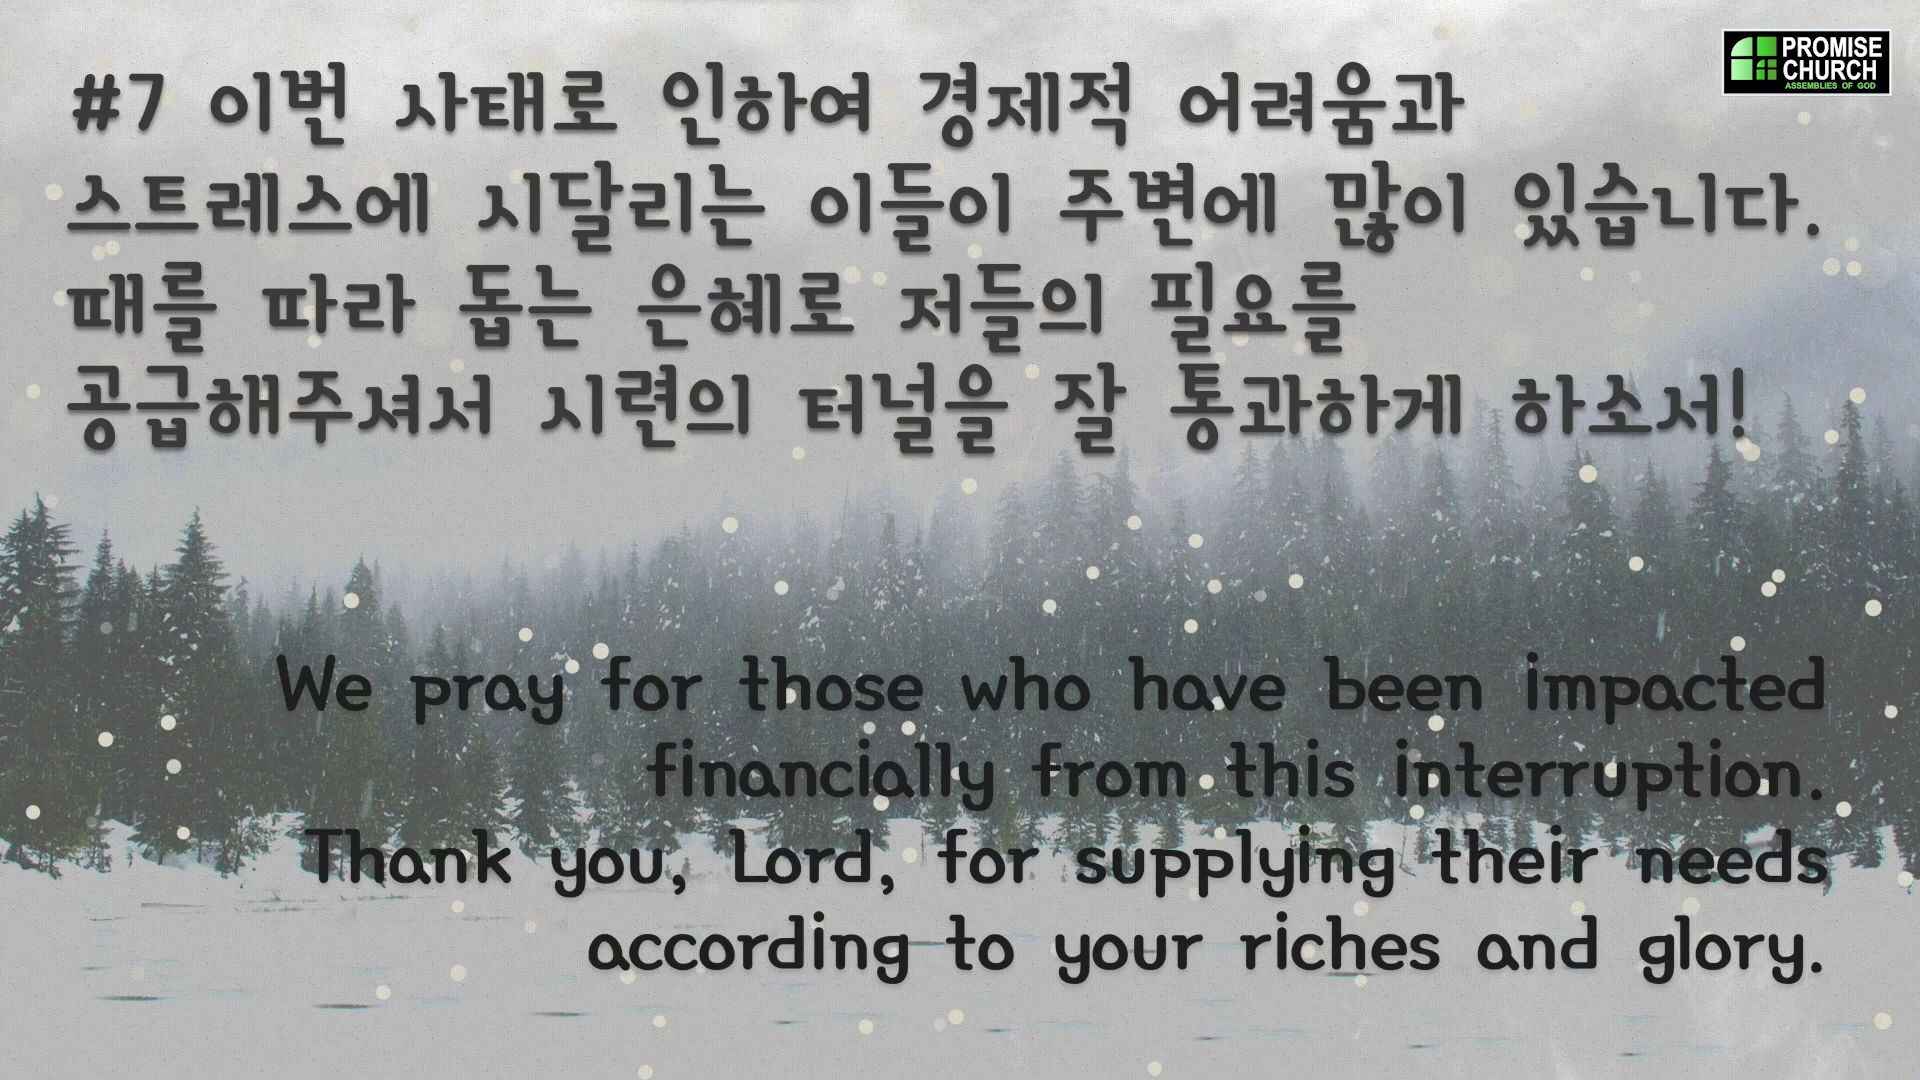 #7 이번 사태로 인하여 경제적 어려움과
스트레스에 시달리는 이들이 주변에 많이 있습니다.
때를 따라 돕는 은혜로 저들의 필요를
공급해주셔서 시련의 터널을 잘 통과하게 하소서!
PROMISE
CHURCH
ASSEMBLIES OF GOD
We pray for those who have been impacted
financially from this interruption.
Thank you, Lord, for supplying their needs
according to your riches and glory.